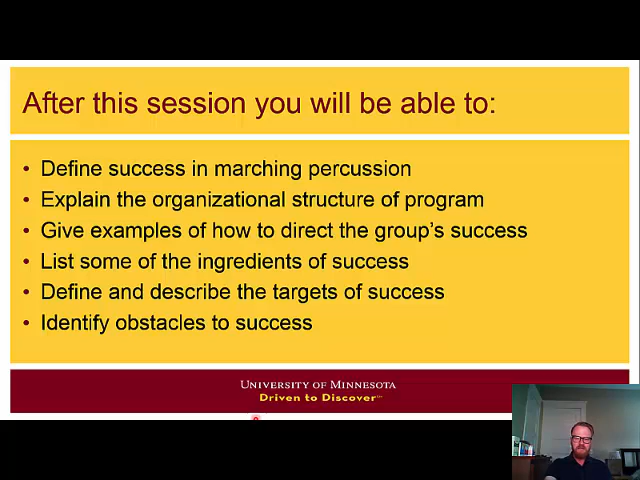 After this session you will be able to:
• Define success in marching percussion
• Explain the organizational structure of program
• Give examples of how to direct the group's success
• List some of the ingredients of success
• Define and describe the targets of success
• Identify obstacles to success
UNIVERSITY OF MINNESOTA
Driven to Discover℠